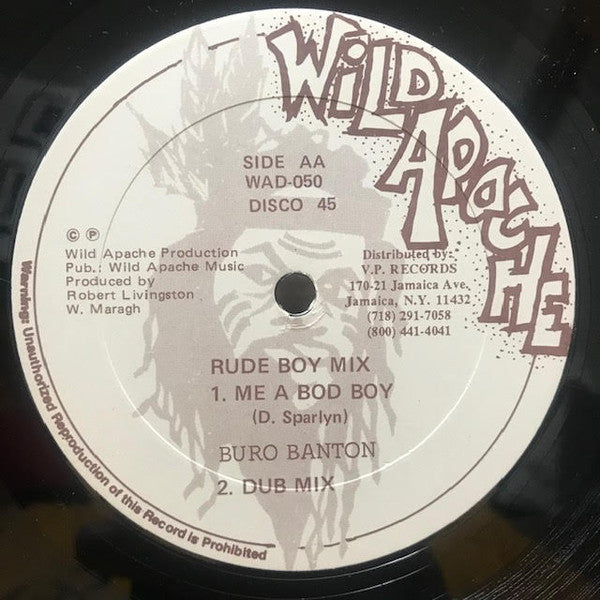 WILD APACHE
SIDE AA
WAD-050
DISCO 45
© ℗
Wild Apache Production
Pub.: Wild Apache Music
Produced by
Robert Livingston
W. Maragh
Distributed by:
V.P. RECORDS
170-21 Jamaica Ave.
Jamaica, N.Y. 11432
(718) 291-7058
(800) 441-4041
RUDE BOY MIX
1. ME A BOD BOY
(D. Sparlyn)
BURO BANTON
2. DUB MIX
Warning: Unauthorized Reproduction of this Record is Prohibited